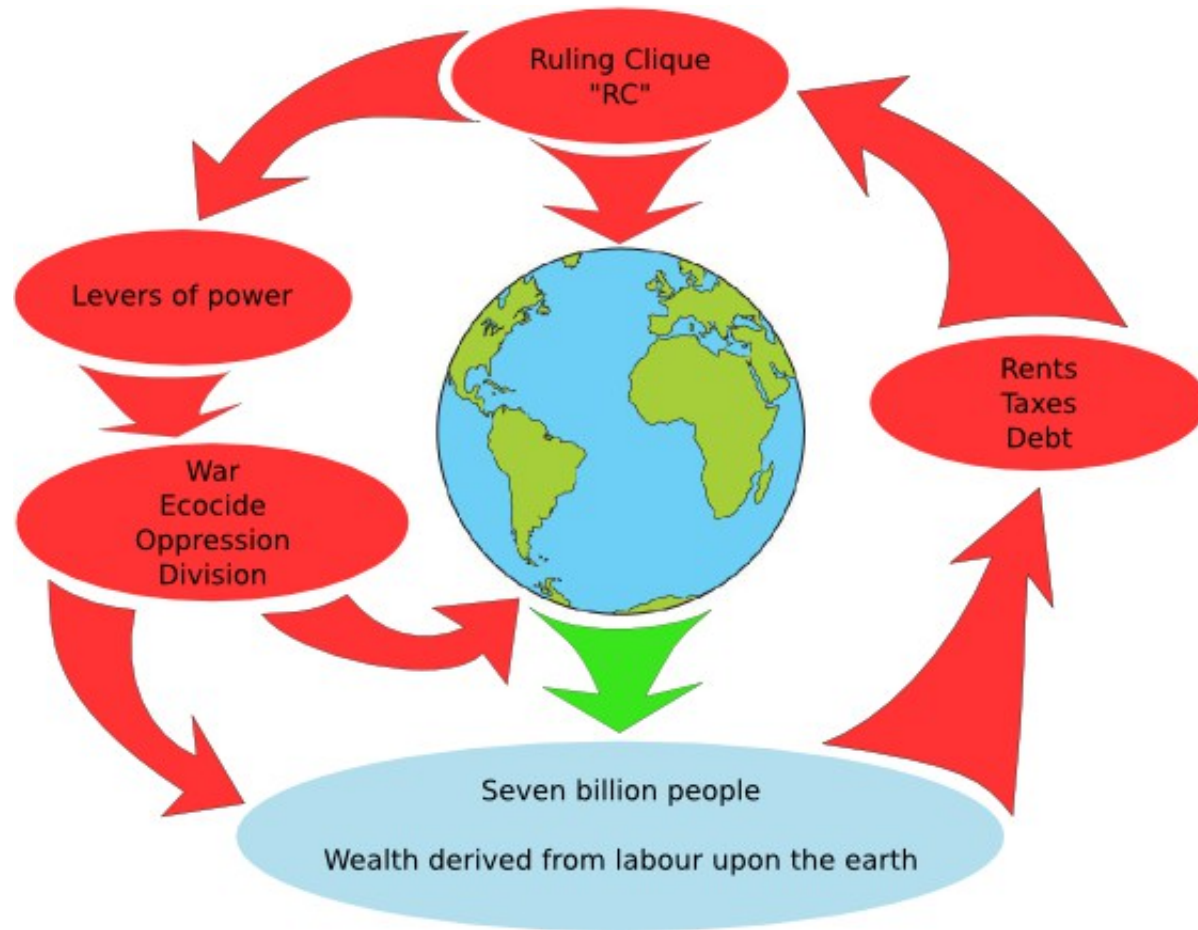 Ruling Clique
"RC"
Levers of power
Rents
Taxes
Debt
War
Ecocide
Oppression
Division
Seven billion people
Wealth derived from labour upon the earth